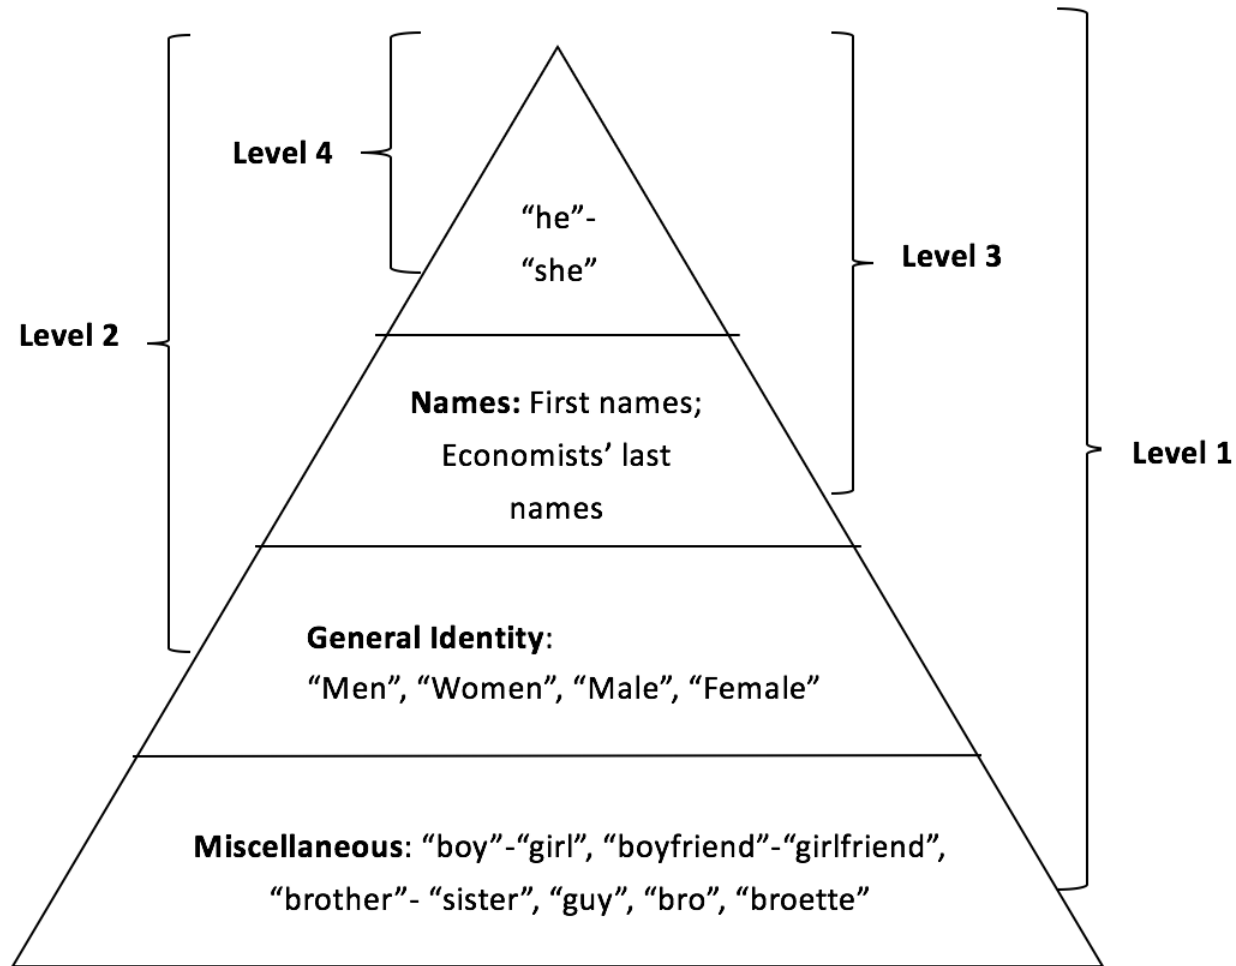 Level 4
“he”-
“she”
Level 3
Level 2
Names: First names;
Economists’ last
names
Level 1
General Identity:
“Men”, “Women”, “Male”, “Female”
Miscellaneous: “boy”-“girl”, “boyfriend”-“girlfriend”,
“brother”- “sister”, “guy”, “bro”, “broette”